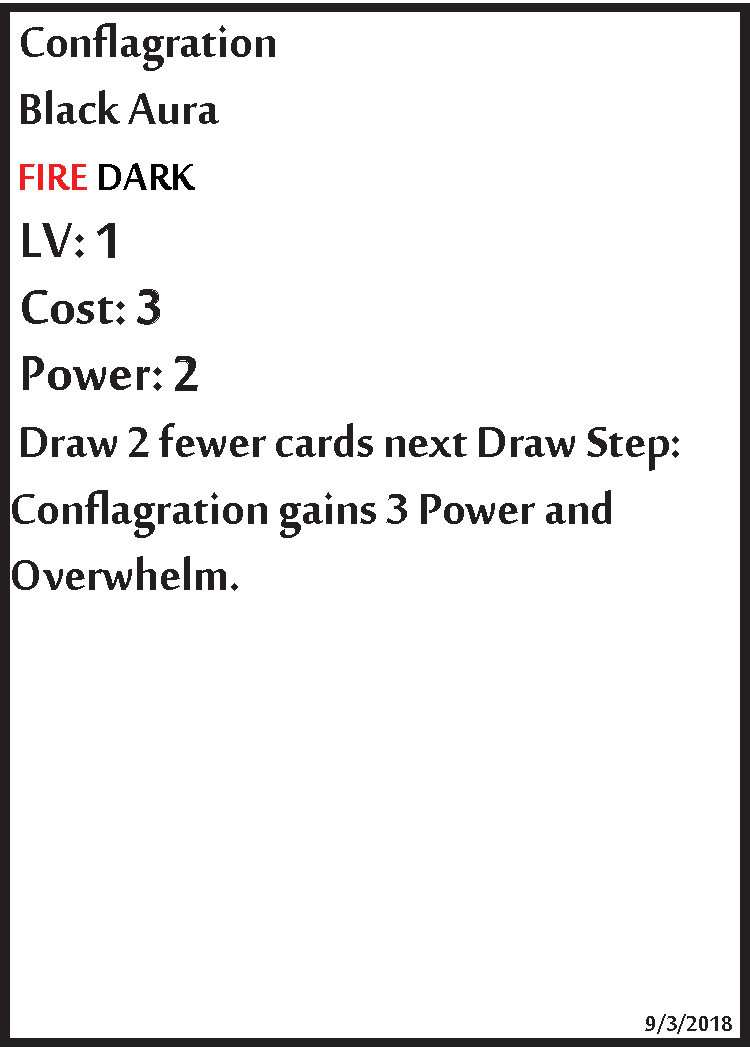 Conflagration
Black Aura
FIRE DARK
LV: 1
Cost: 3
Power: 2
Draw 2 fewer cards next Draw Step:
Conflagration gains 3 Power and
Overwhelm.
9/3/2018